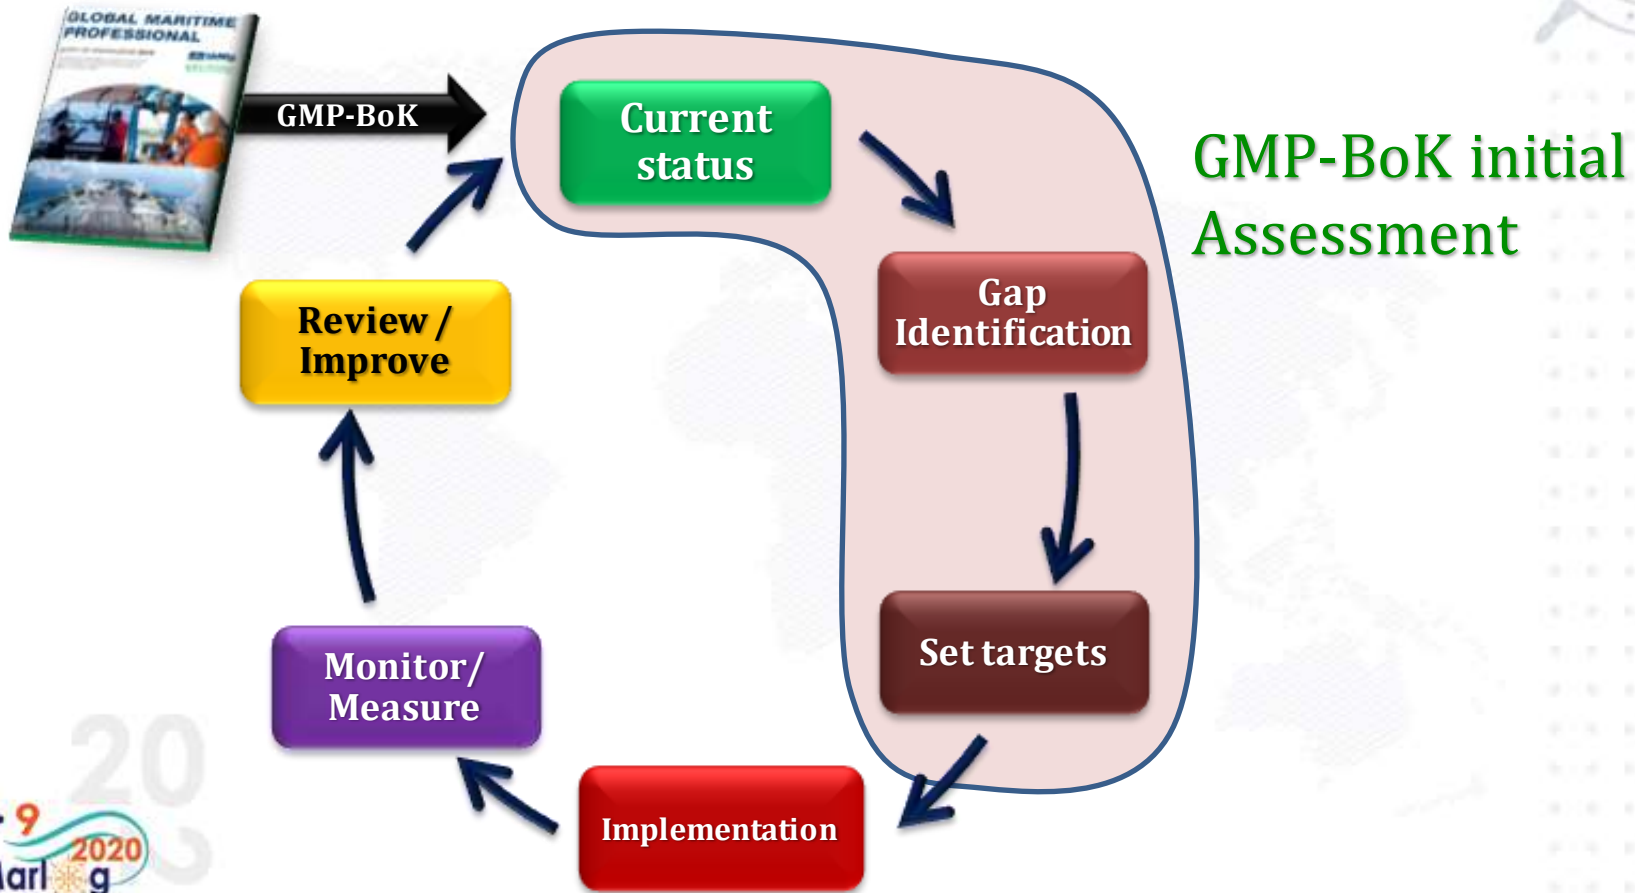 GLOBAL MARITIME
PROFESSIONAL
GMP-BoK
Current
status
GMP-BoK initial
Assessment
Gap
Identification
Review /
Improve
Set targets
Monitor/
Measure
Implementation
20
9
2020